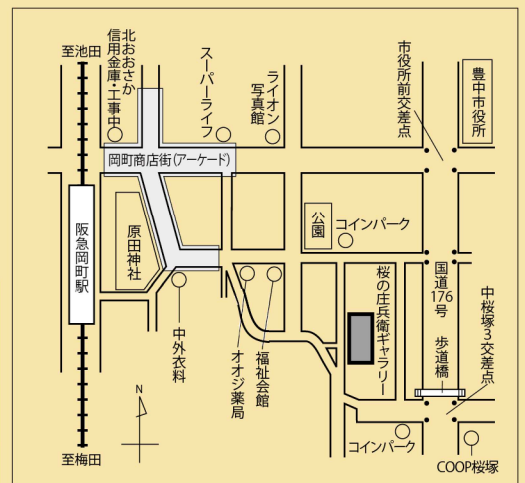 至池田
北おおさか
信用金庫・工事中
スーパーライフ
ライオン
写真館
市役所前交差点
豊中市役所
岡町商店街(アーケード)
阪急岡町駅
原田神社
公園
コインパーク
中外衣料
オオジ薬局
福祉会館
桜の庄兵衛ギャラリー
国道
176
号
歩道橋
中桜塚3交差点
N
至梅田
コインパーク
COOP桜塚